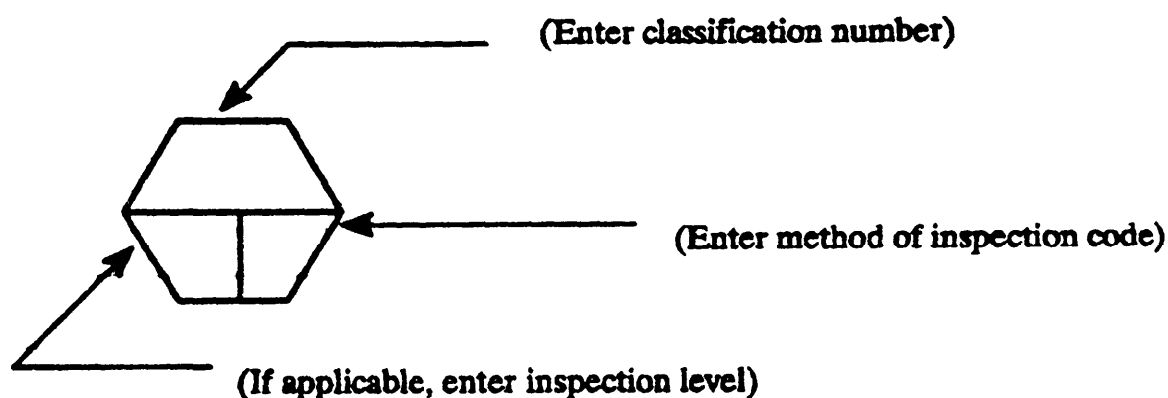 (Enter classification number)
(Enter method of inspection code)
(If applicable, enter inspection level)